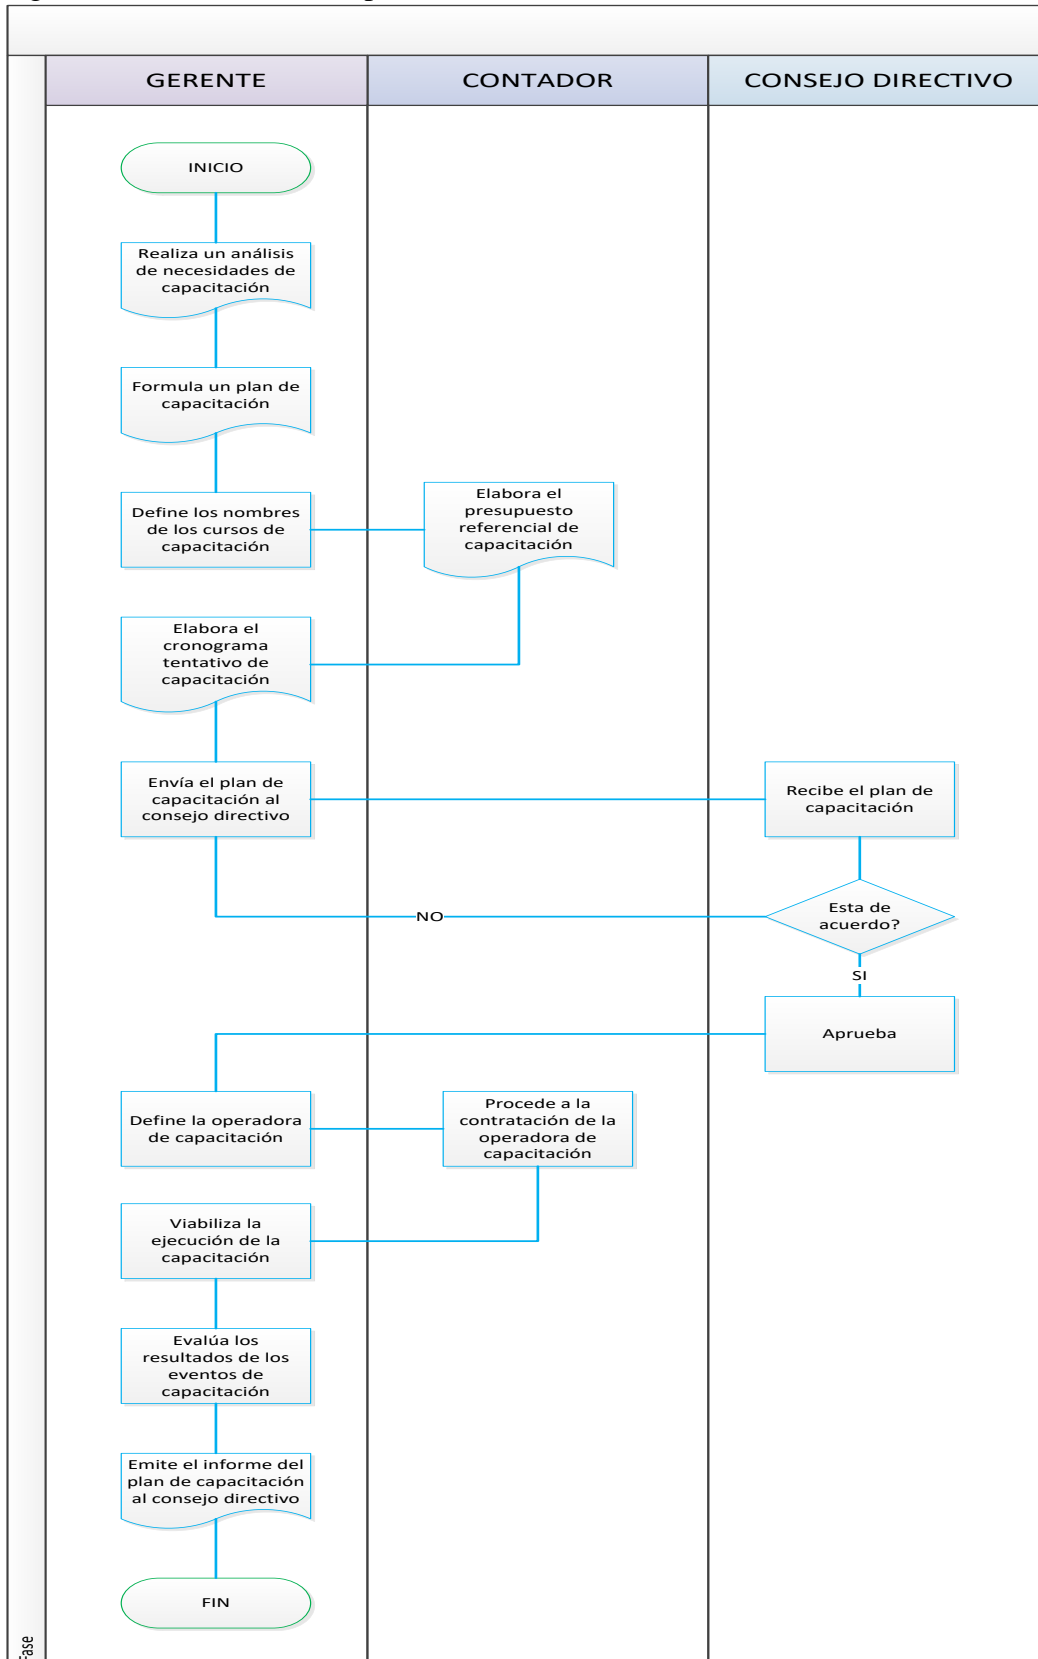 GERENTE
CONTADOR
CONSEJO DIRECTIVO
INICIO
Realiza un análisis
de necesidades de
capacitación
Formula un plan de
capacitación
Define los nombres
de los cursos de
capacitación
Elabora el
presupuesto
referencial de
capacitación
Elabora el
cronograma
tentativo de
capacitación
Envía el plan de
capacitación al
consejo directivo
Recibe el plan de
capacitación
Esta de
acuerdo?
NO
SI
Aprueba
Define la operadora
de capacitación
Procede a la
contratación de la
operadora de
capacitación
Viabiliza la
ejecución de la
capacitación
Evalúa los
resultados de los
eventos de
capacitación
Emite el informe del
plan de capacitación
al consejo directivo
FIN
Fase